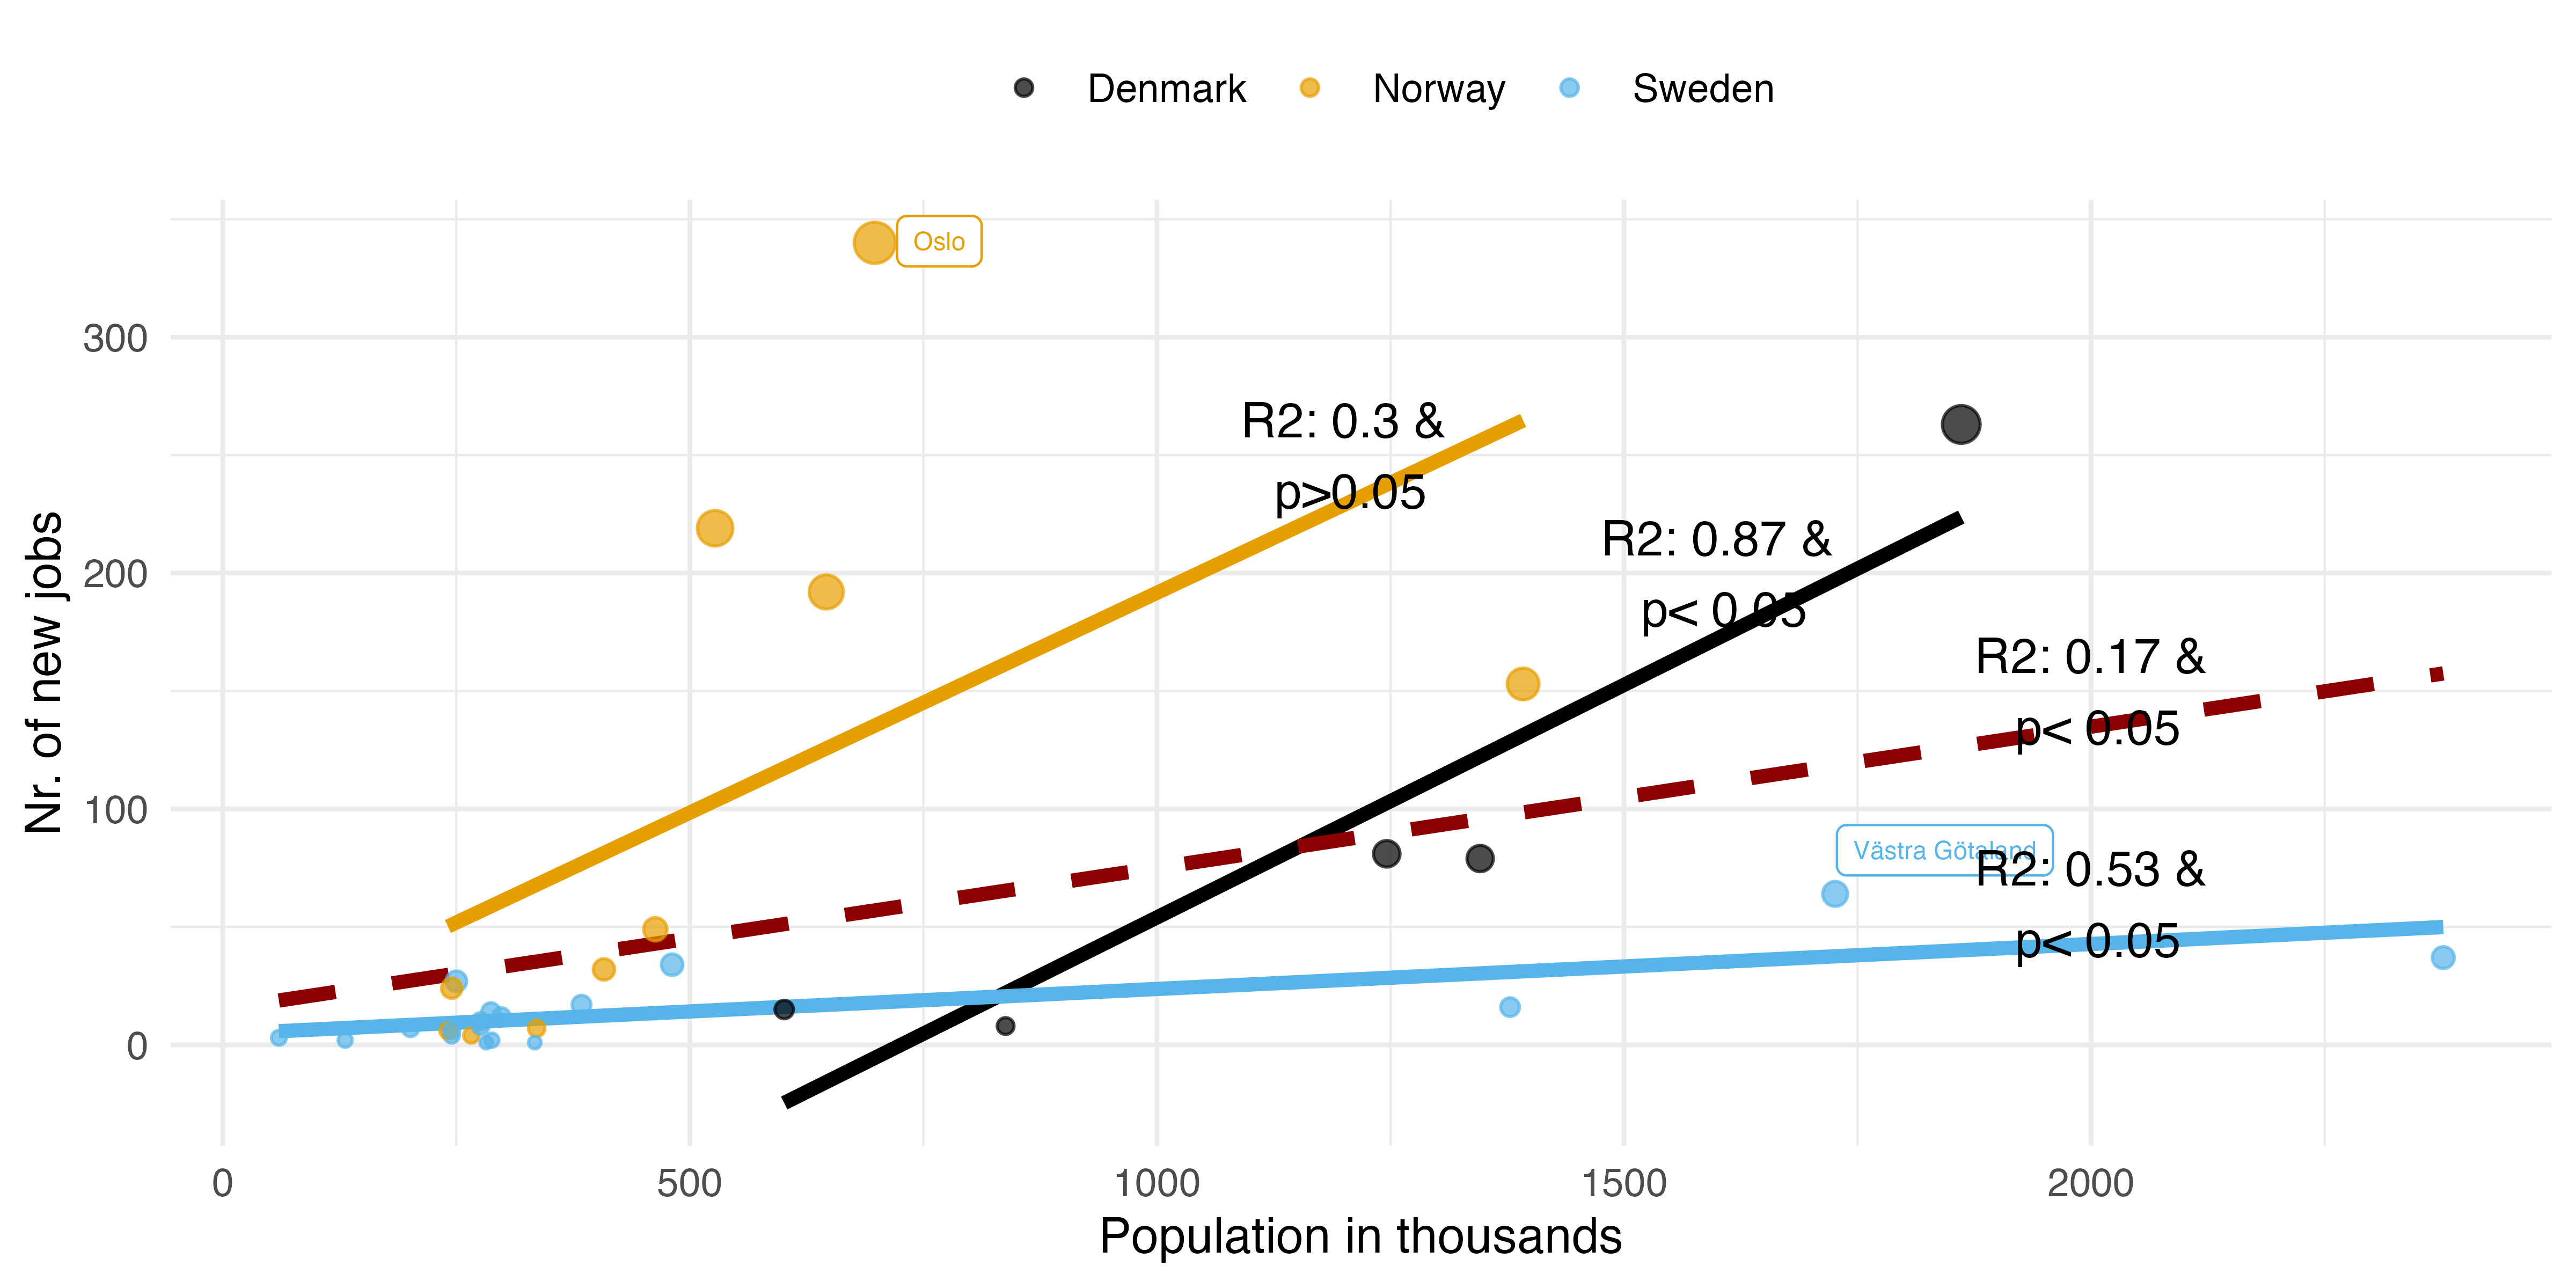 Denmark
Norway
Sweden
Oslo
300
R2: 0.3 &
p>0.05
R2: 0.87 &
p< 0.05
200
R2: 0.17 &
p< 0.05
100
Västra Götaland
R2: 0.53 &
p< 0.05
0
Nr. of new jobs
0
500
1000
1500
2000
Population in thousands